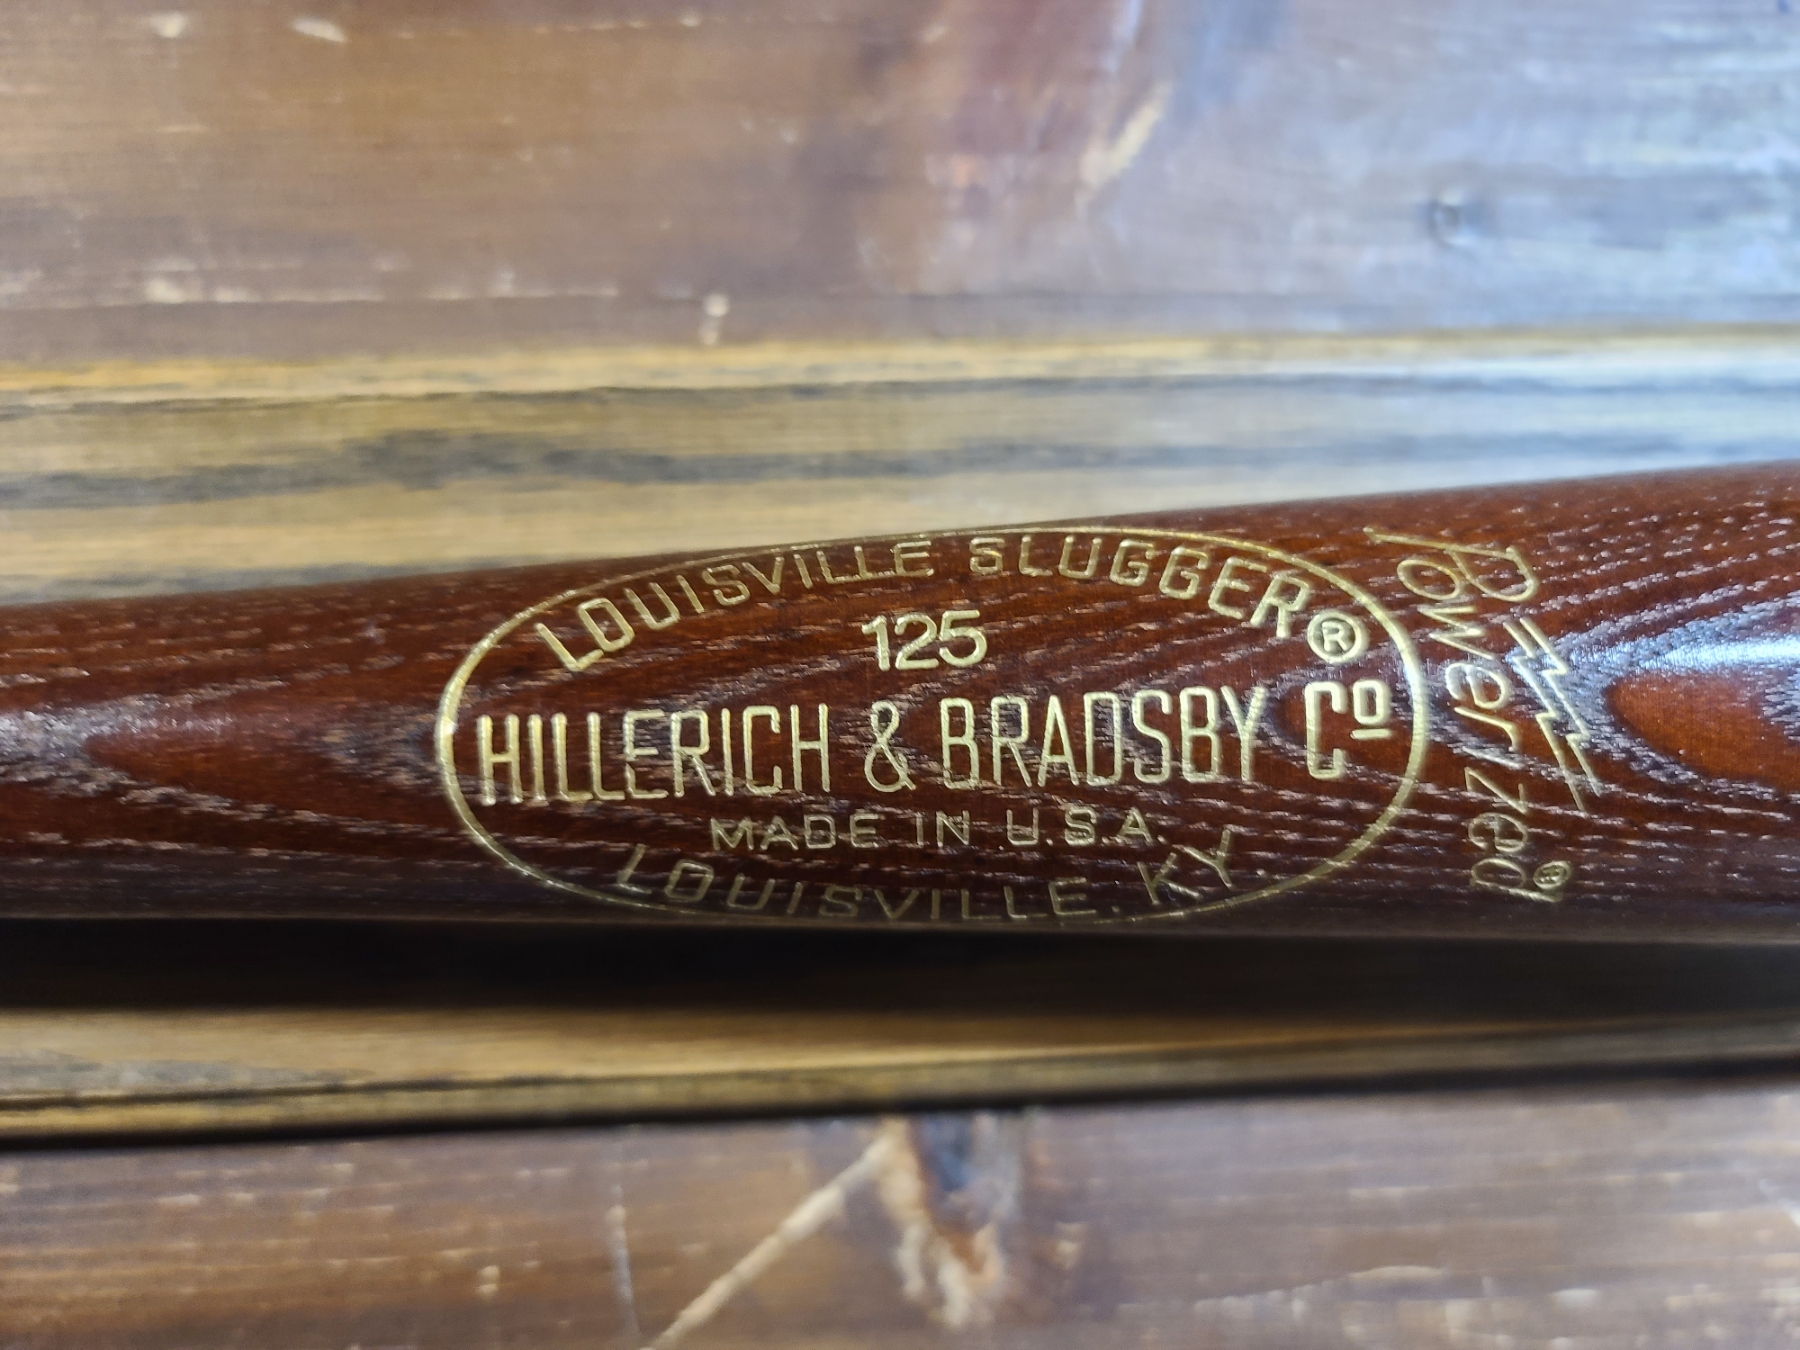 LOUISVILLE SLUGGER®
125
HILLERICH & BRADSBY Cº
MADE IN U.S.A.
LOUISVILLE, KY.
Powerized®